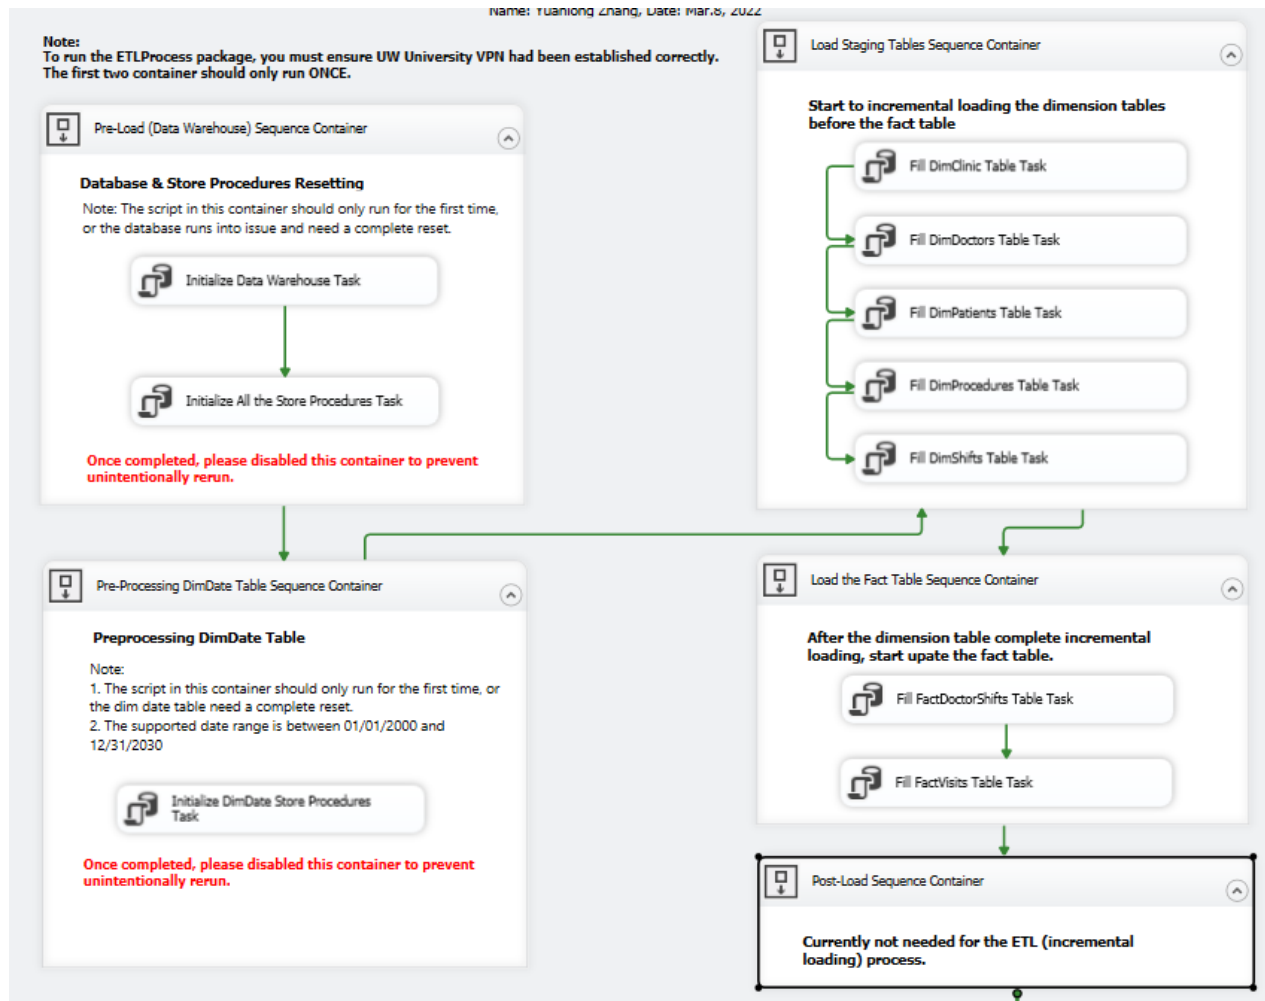 Name: Yuanlong Zhang, Date: Mar.8, 2022
Note:
To run the ETLProcess package, you must ensure UW University VPN had been established correctly.
The first two container should only run ONCE.
Pre-Load (Data Warehouse) Sequence Container
Database & Store Procedures Resetting
Note: The script in this container should only run for the first time,
or the database runs into issue and need a complete reset.
Initialize Data Warehouse Task
Initialize All the Store Procedures Task
Once completed, please disabled this container to prevent
unintentionally rerun.
Pre-Processing DimDate Table Sequence Container
Preprocessing DimDate Table
Note:
1. The script in this container should only run for the first time, or
the dim date table need a complete reset.
2. The supported date range is between 01/01/2000 and
12/31/2030
Initialize DimDate Store Procedures
Task
Once completed, please disabled this container to prevent
unintentionally rerun.
Load Staging Tables Sequence Container
Start to incremental loading the dimension tables
before the fact table
Fill DimClinic Table Task
Fill DimDoctors Table Task
Fill DimPatients Table Task
Fill DimProcedures Table Task
Fill DimShifts Table Task
Load the Fact Table Sequence Container
After the dimension table complete incremental
loading, start upate the fact table.
Fill FactDoctorShifts Table Task
Fill FactVisits Table Task
Post-Load Sequence Container
Currently not needed for the ETL (incremental
loading) process.